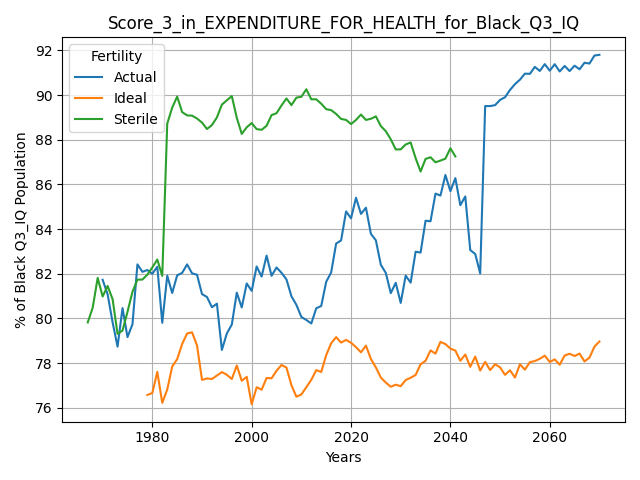 Score_3_in_EXPENDITURE_FOR_HEALTH_for_Black_Q3_IQ
Fertility
Actual
Ideal
Sterile
% of Black Q3_IQ Population
92
90
88
86
84
82
80
78
76
1980
2000
2020
2040
2060
Years